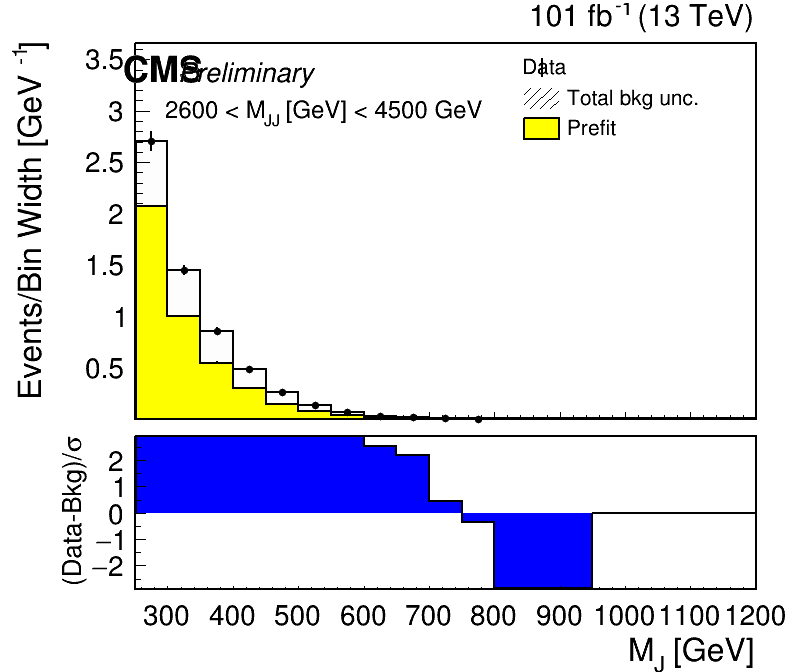 101 fb⁻¹ (13 TeV)
CMS Preliminary
Data
2600 < M_JJ [GeV] < 4500 GeV
Total bkg unc.
Prefit
Events/Bin Width [GeV⁻¹]
3.5
3
2.5
2
1.5
1
0.5
(Data-Bkg)/σ
2
1
0
−1
−2
300 400 500 600 700 800 900 1000 1100 1200
M_J [GeV]